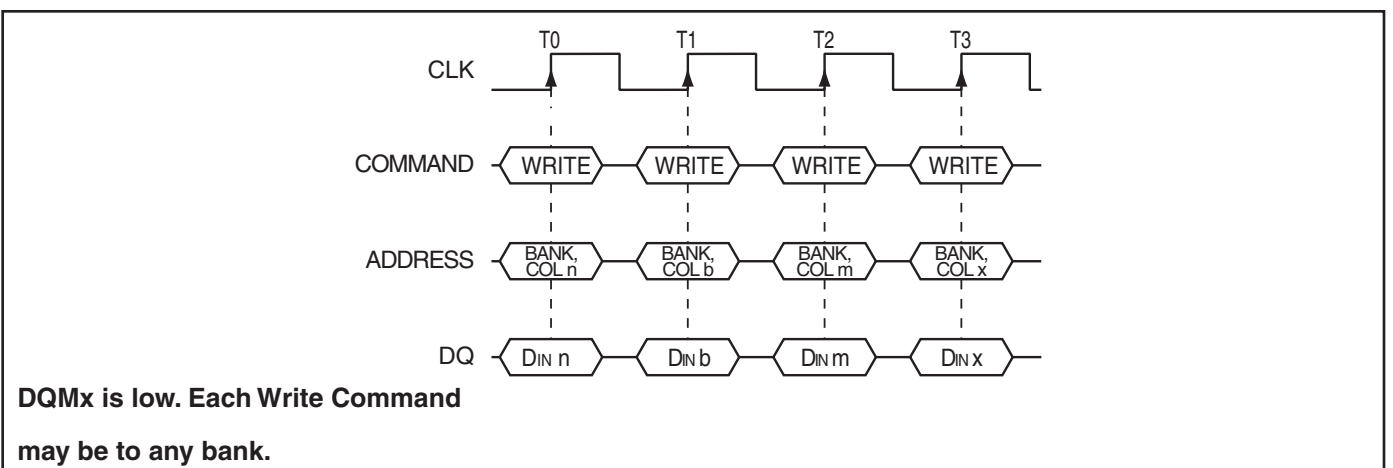 T0 T1 T2 T3
CLK
COMMAND WRITE WRITE WRITE WRITE
ADDRESS BANK, COL n BANK, COL b BANK, COL m BANK, COL x
DQ DIN n DIN b DIN m DIN x
DQMx is low. Each Write Command
may be to any bank.